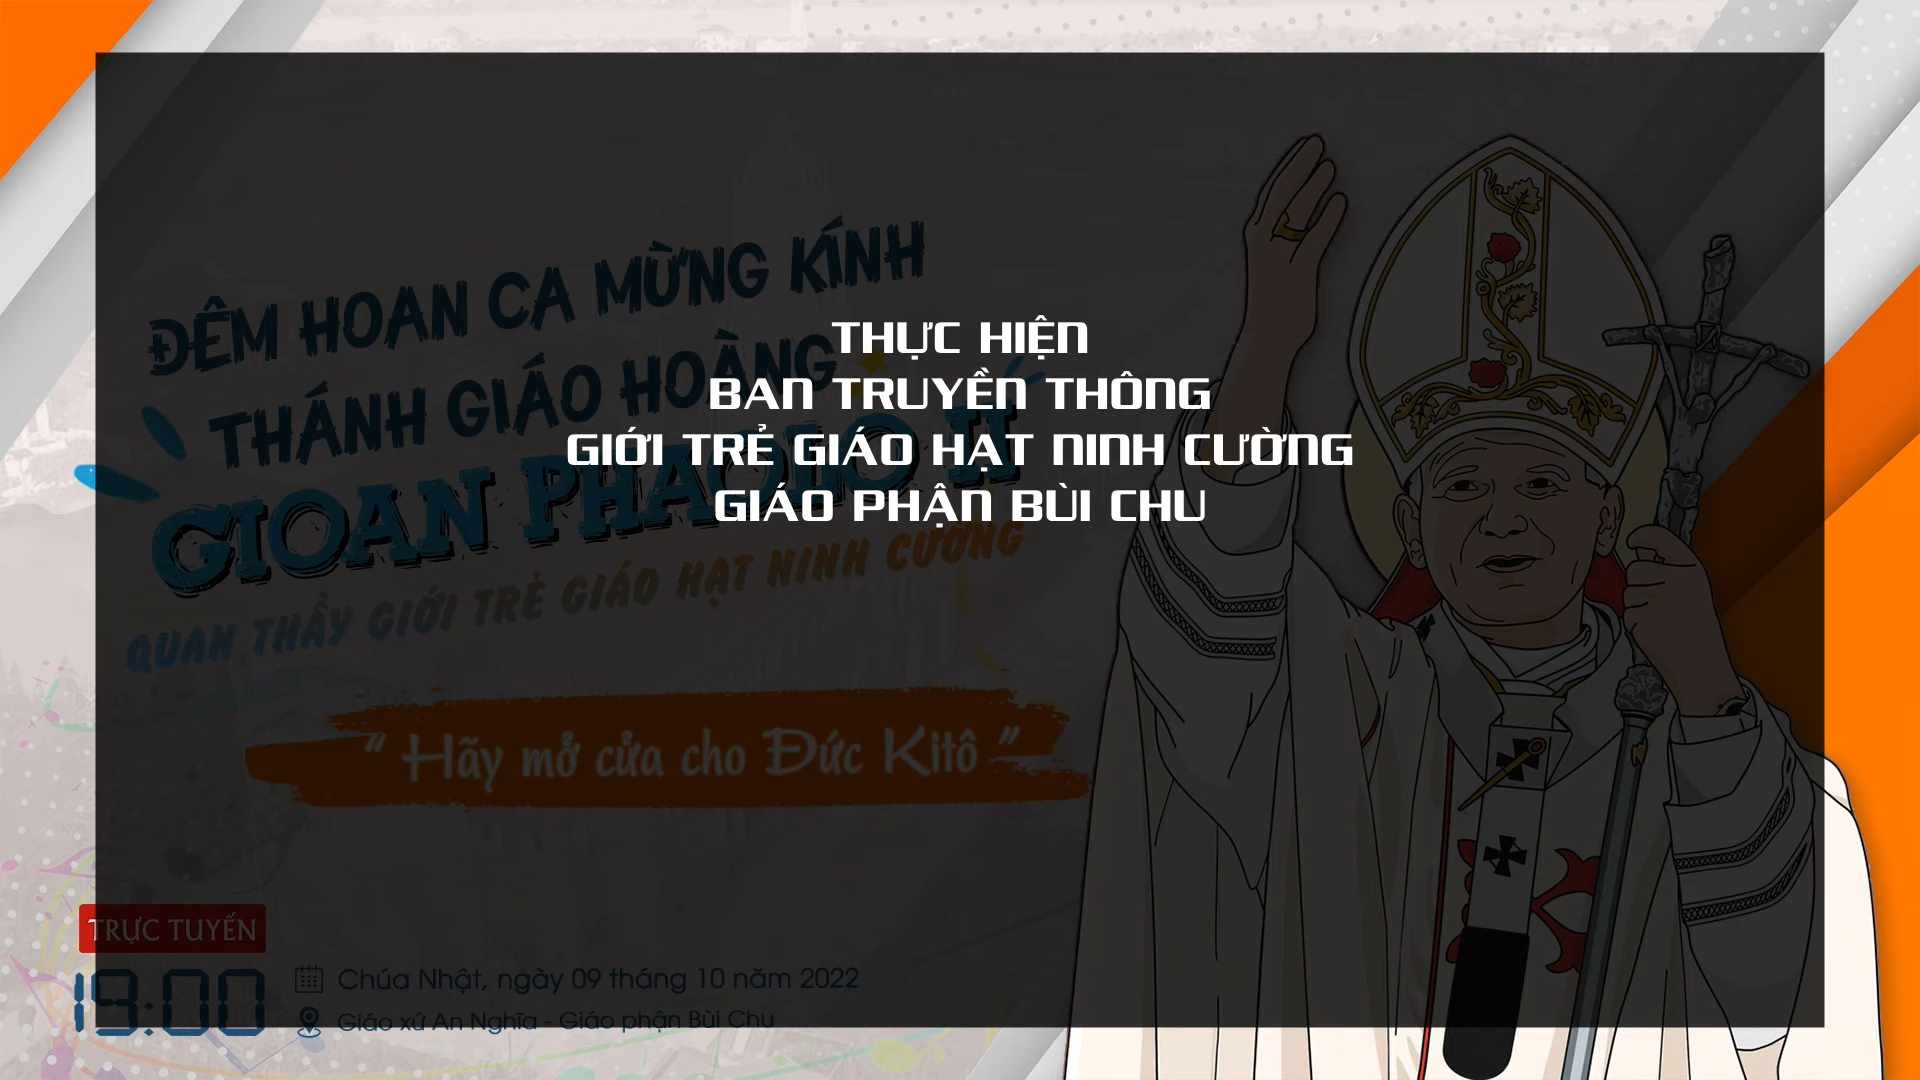 ĐÊM HOAN CA MỪNG KÍNH
THÁNH GIÁO HOÀNG
GIOAN PHAOLO II
QUAN THẦY GIỚI TRẺ GIÁO HẠT NINH CƯỜNG
THỰC HIỆN
BAN TRUYỀN THÔNG
GIỚI TRẺ GIÁO HẠT NINH CƯỜNG
GIÁO PHẬN BÙI CHU
“ Hãy mở cửa cho Đức Kitô ”
TRỰC TUYẾN
19:00
Chúa Nhật, ngày 09 tháng 10 năm 2022
Giáo xứ An Nghĩa - Giáo phận Bùi Chu